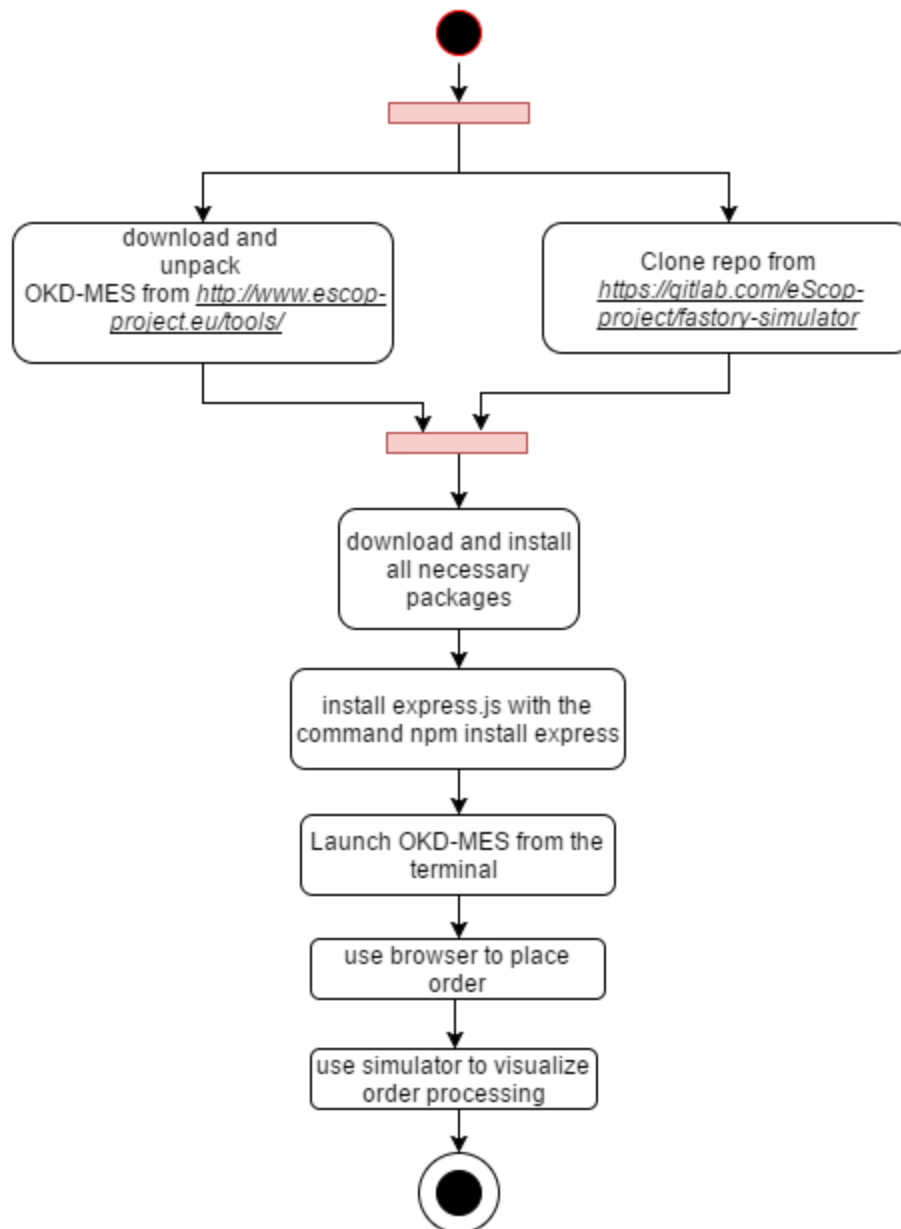 download and
unpack
OKD-MES from http://www.escop-
project.eu/tools/
Clone repo from
https://gitlab.com/eScop-
project/fastory-simulator
download and install
all necessary
packages
install express.js with the
command npm install express
Launch OKD-MES from the
terminal
use browser to place
order
use simulator to visualize
order processing